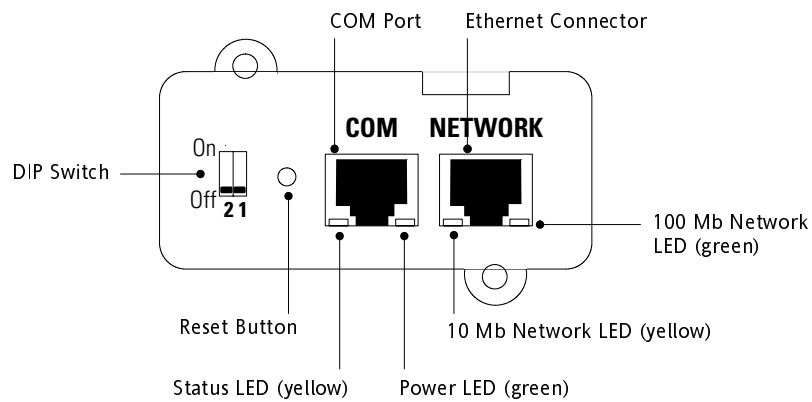 COM Port
Ethernet Connector
COM
NETWORK
On
DIP Switch
Off
2 1
100 Mb Network
LED (green)
Reset Button
10 Mb Network LED (yellow)
Status LED (yellow)
Power LED (green)